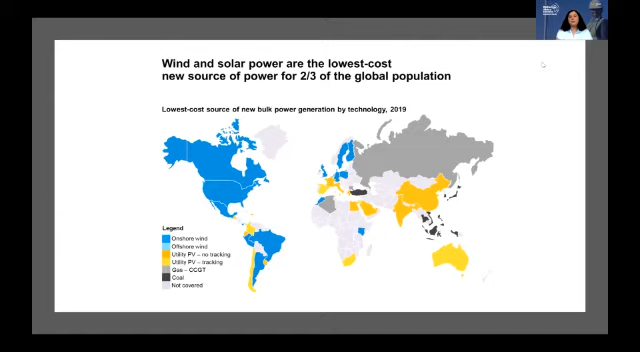 Wind and solar power are the lowest-cost
new source of power for 2/3 of the global population
Lowest-cost source of new bulk power generation by technology, 2019
Legend
Onshore wind
Offshore wind
Utility PV – no tracking
Utility PV – tracking
Gas – CCGT
Coal
Not covered